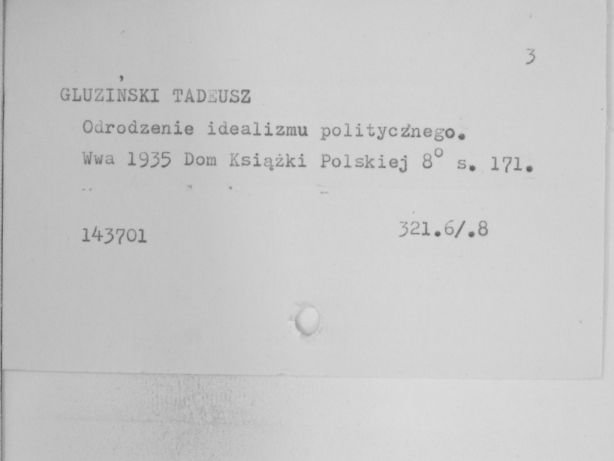 3
GLUZIŃSKI TADEUSZ
Odrodzenie idealizmu politycznego.
Wwa 1935 Dom Książki Polskiej 8° s. 171.
143701 321.6/.8